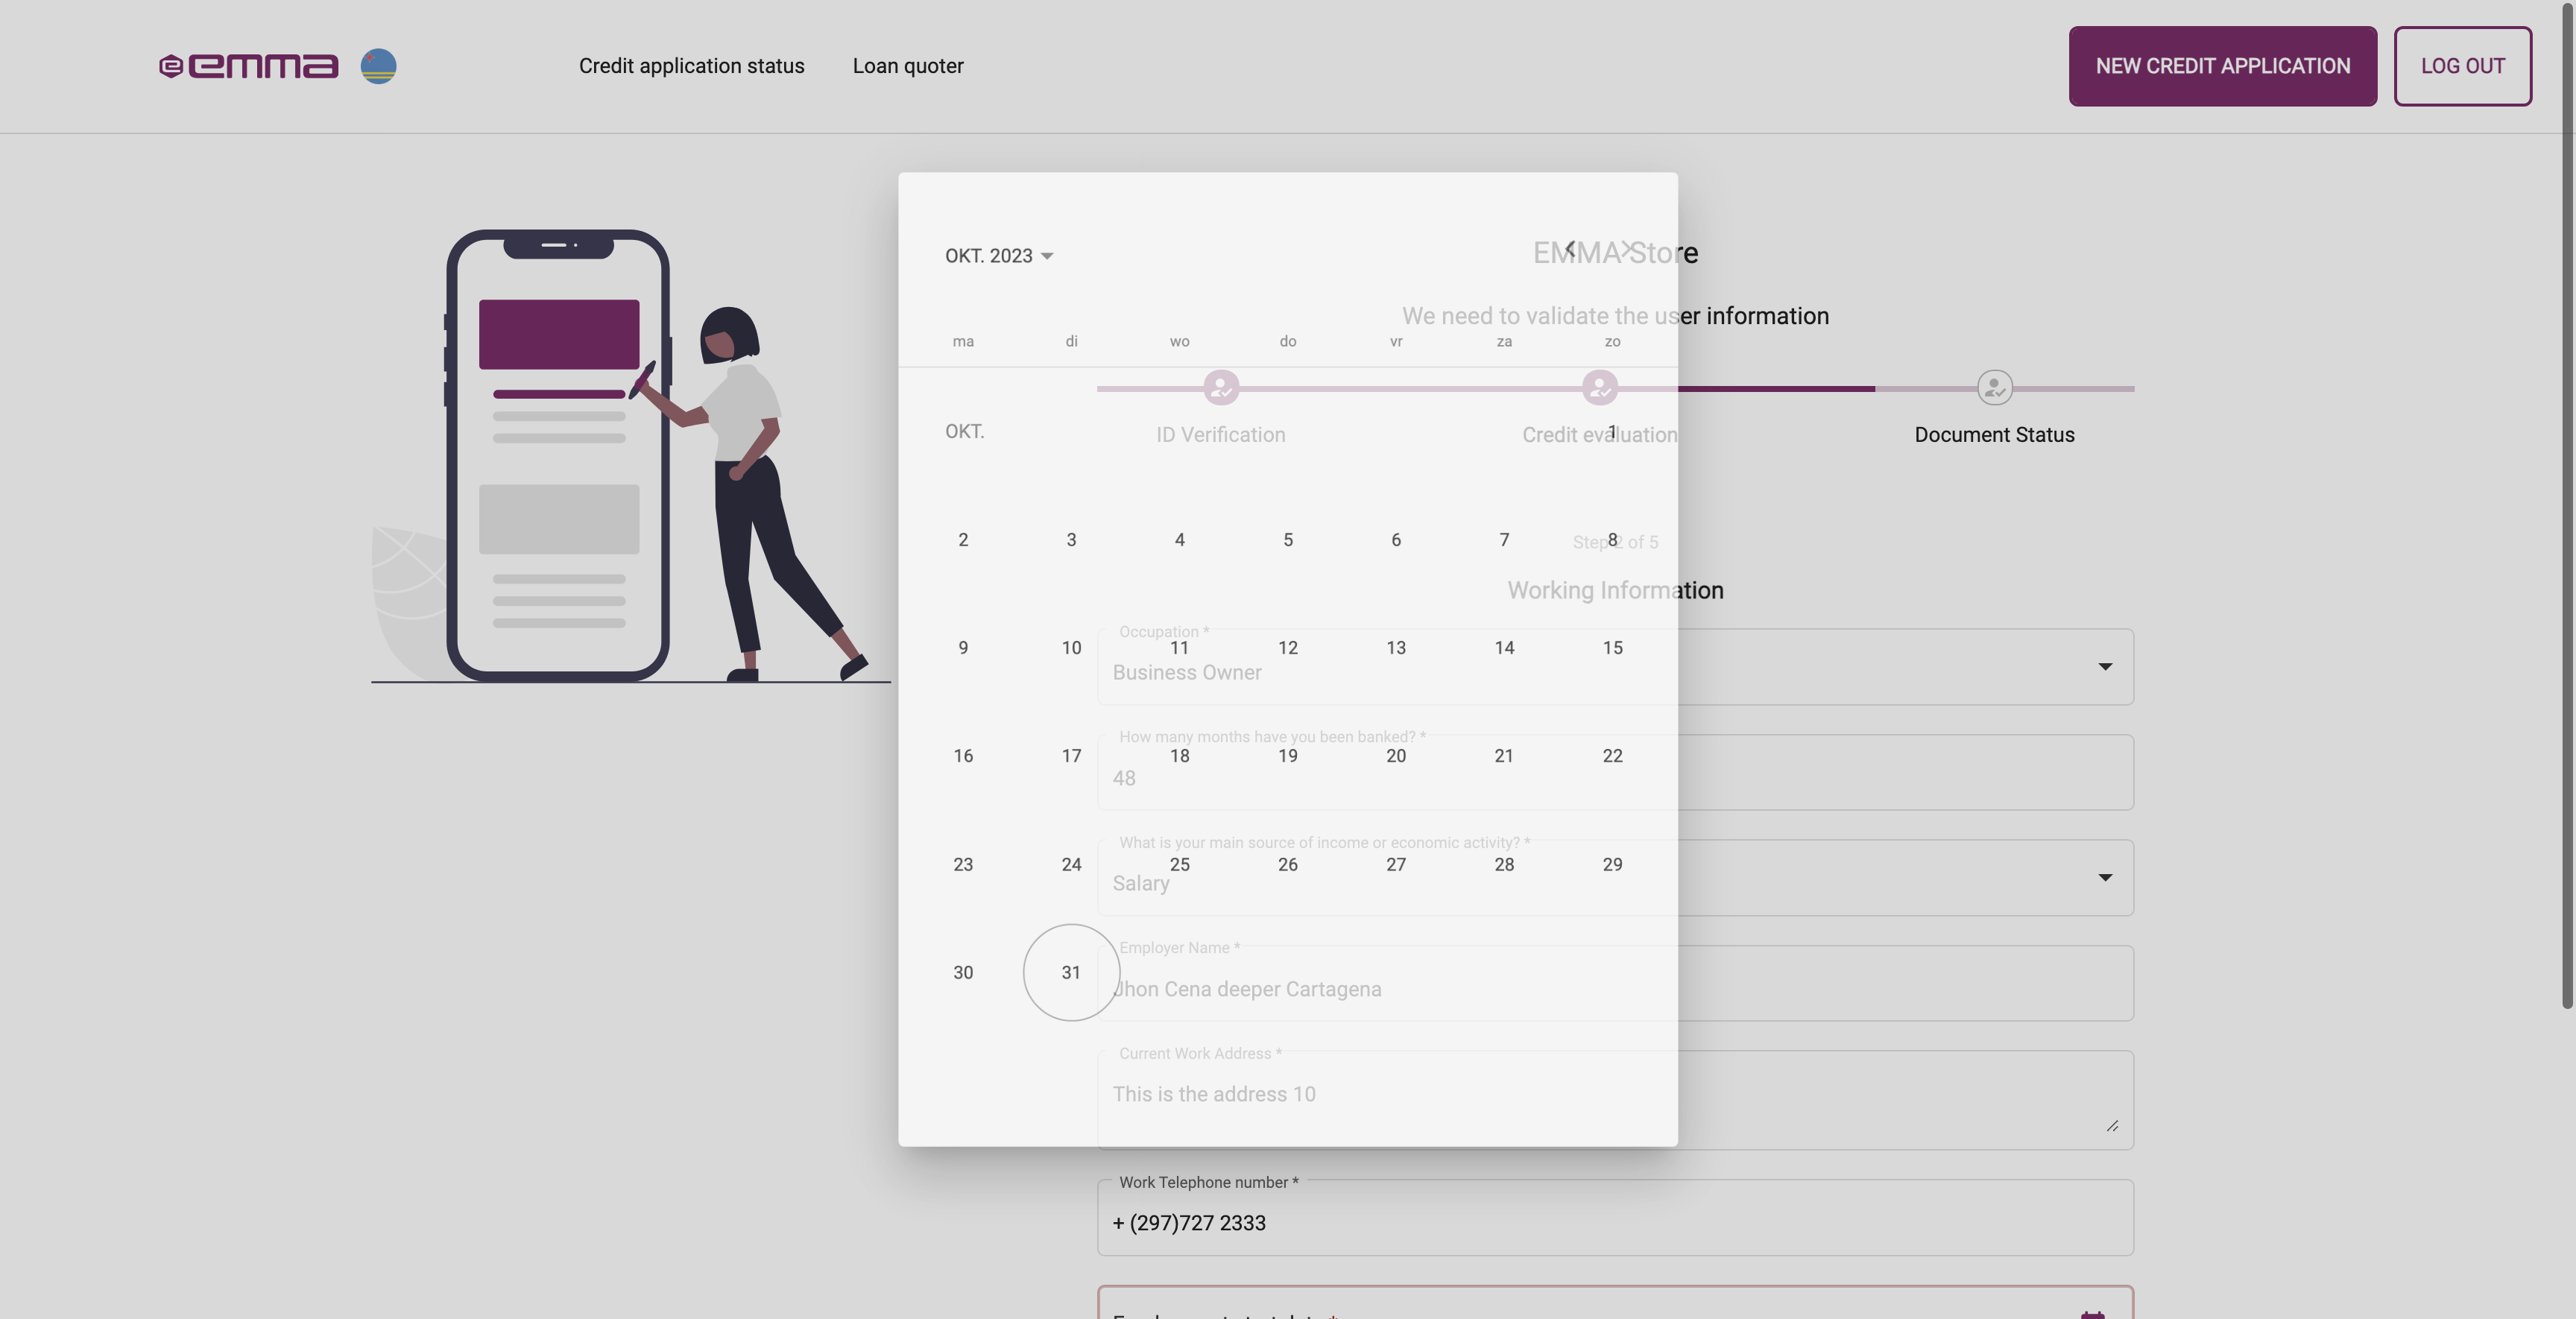 emma
Credit application status
Loan quoter
NEW CREDIT APPLICATION
LOG OUT
OKT. 2023
EMMA Store
We need to validate the user information
ma di wo do vr za zo
OKT. 1
ID Verification
Credit evaluation
Document Status
2 3 4 5 6 7 8
Step 2 of 5
Working Information
Occupation *
9 10 11 12 13 14 15
Business Owner
How many months have you been banked? *
16 17 18 19 20 21 22
48
What is your main source of income or economic activity? *
23 24 25 26 27 28 29
Salary
Employer Name *
30 31
Jhon Cena deeper Cartagena
Current Work Address *
This is the address 10
Work Telephone number *
+ (297)727 2333